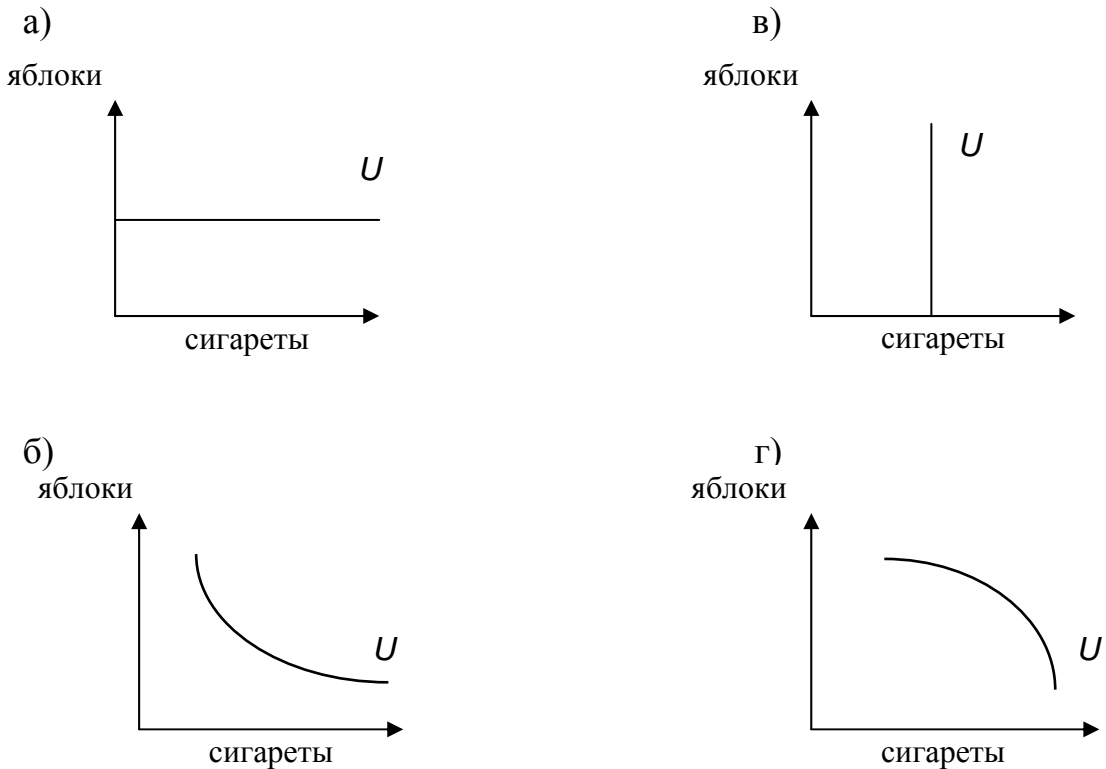 а)
яблоки
U
сигареты
в)
яблоки
U
сигареты
б)
яблоки
U
сигареты
г)
яблоки
U
сигареты